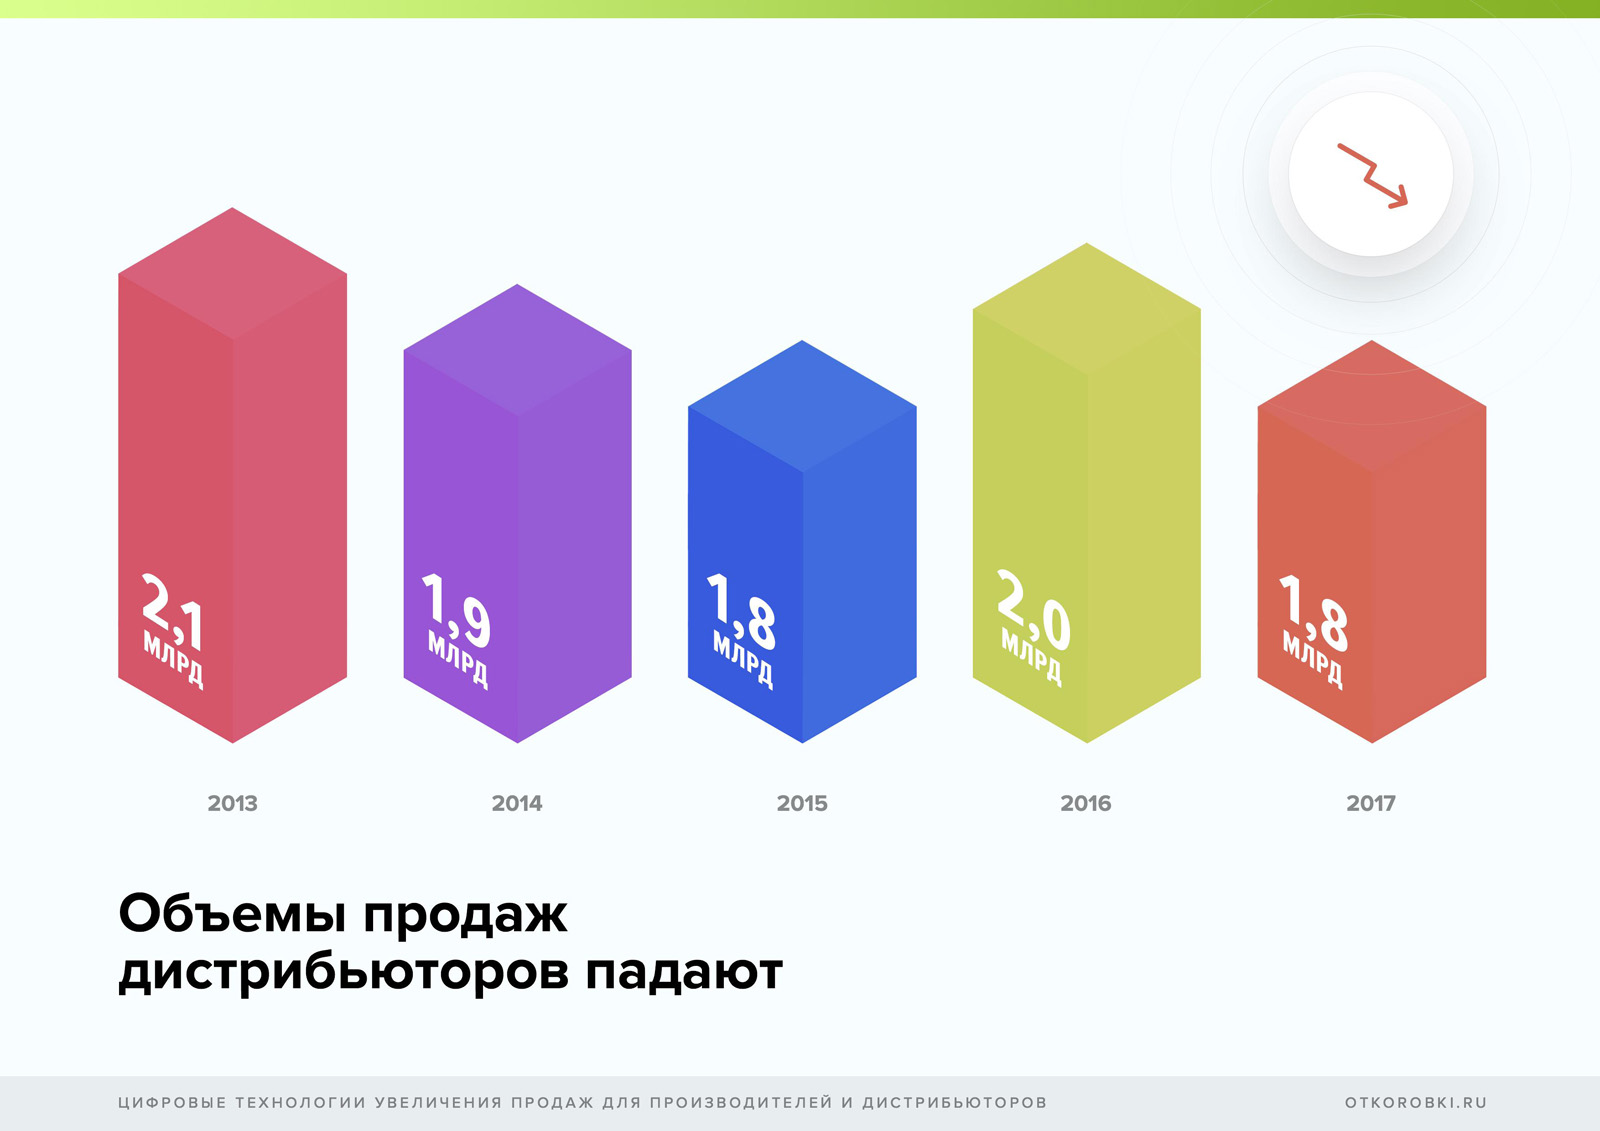 2,1
МЛРД
1,9
МЛРД
1,8
МЛРД
2,0
МЛРД
1,8
МЛРД
2013
2014
2015
2016
2017
Объемы продаж
дистрибьюторов падают
ЦИФРОВЫЕ ТЕХНОЛОГИИ УВЕЛИЧЕНИЯ ПРОДАЖ ДЛЯ ПРОИЗВОДИТЕЛЕЙ И ДИСТРИБЬЮТОРОВ
OTKOROBKI.RU